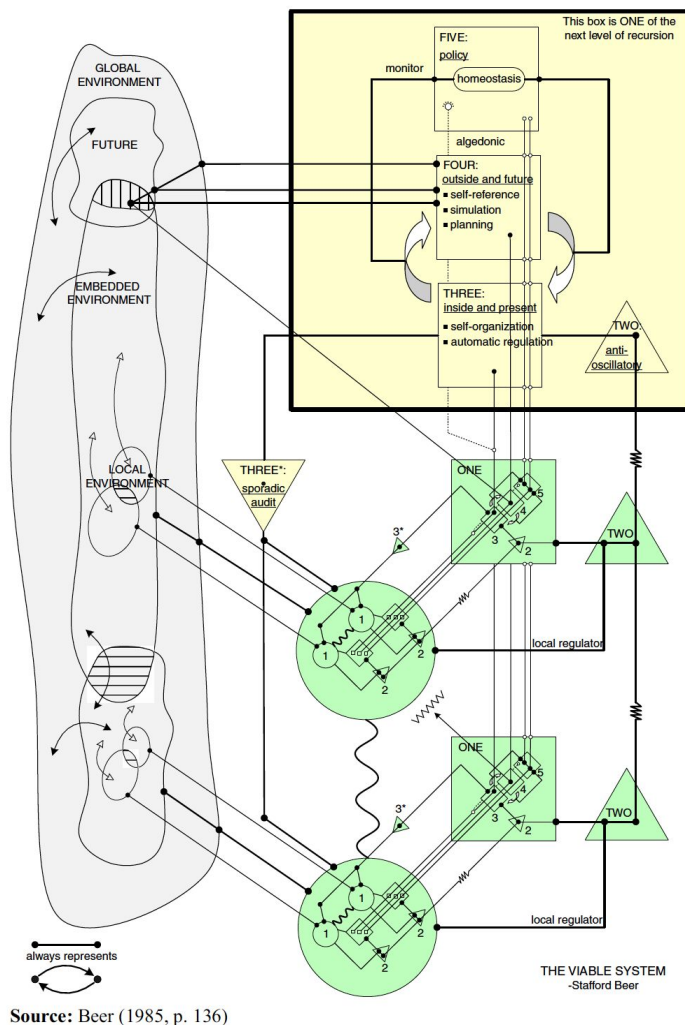 This box is ONE of the
next level of recursion
FIVE:
policy
monitor
homeostasis
algedonic
GLOBAL
ENVIRONMENT
FUTURE
FOUR:
outside and future
▪ self-reference
▪ simulation
▪ planning
EMBEDDED
ENVIRONMENT
THREE:
inside and present
▪ self-organization
▪ automatic regulation
TWO:
anti-
oscillatory
LOCAL
ENVIRONMENT
THREE*:
sporadic
audit
ONE
5
4
3
2
3*
TWO
1
1
2
2
local regulator
ONE
5
4
3
2
3*
TWO
1
1
2
2
local regulator
always represents
THE VIABLE SYSTEM
-Stafford Beer
Source: Beer (1985, p. 136)